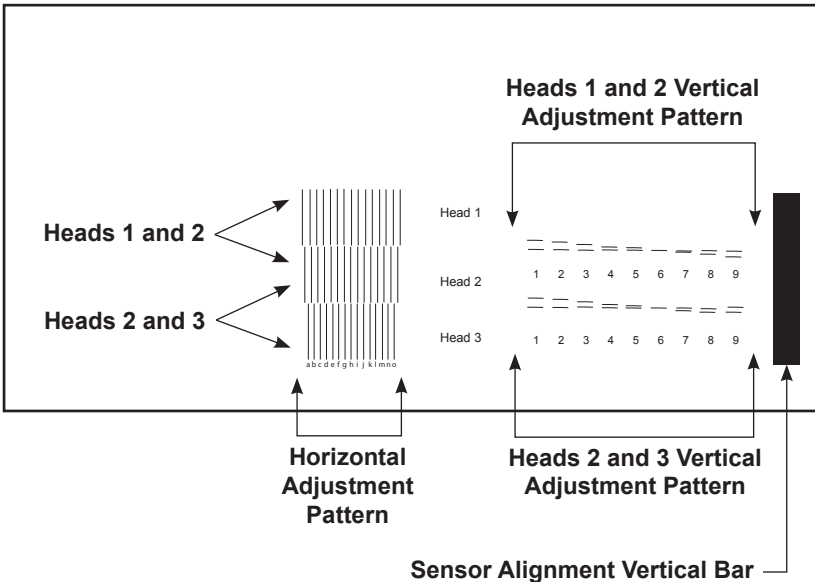 Heads 1 and 2 Vertical
Adjustment Pattern
Heads 1 and 2
Heads 2 and 3
Head 1
Head 2
Head 3
1 2 3 4 5 6 7 8 9
1 2 3 4 5 6 7 8 9
a b c d e f g h i j k l m n o
Horizontal
Adjustment
Pattern
Heads 2 and 3 Vertical
Adjustment Pattern
Sensor Alignment Vertical Bar